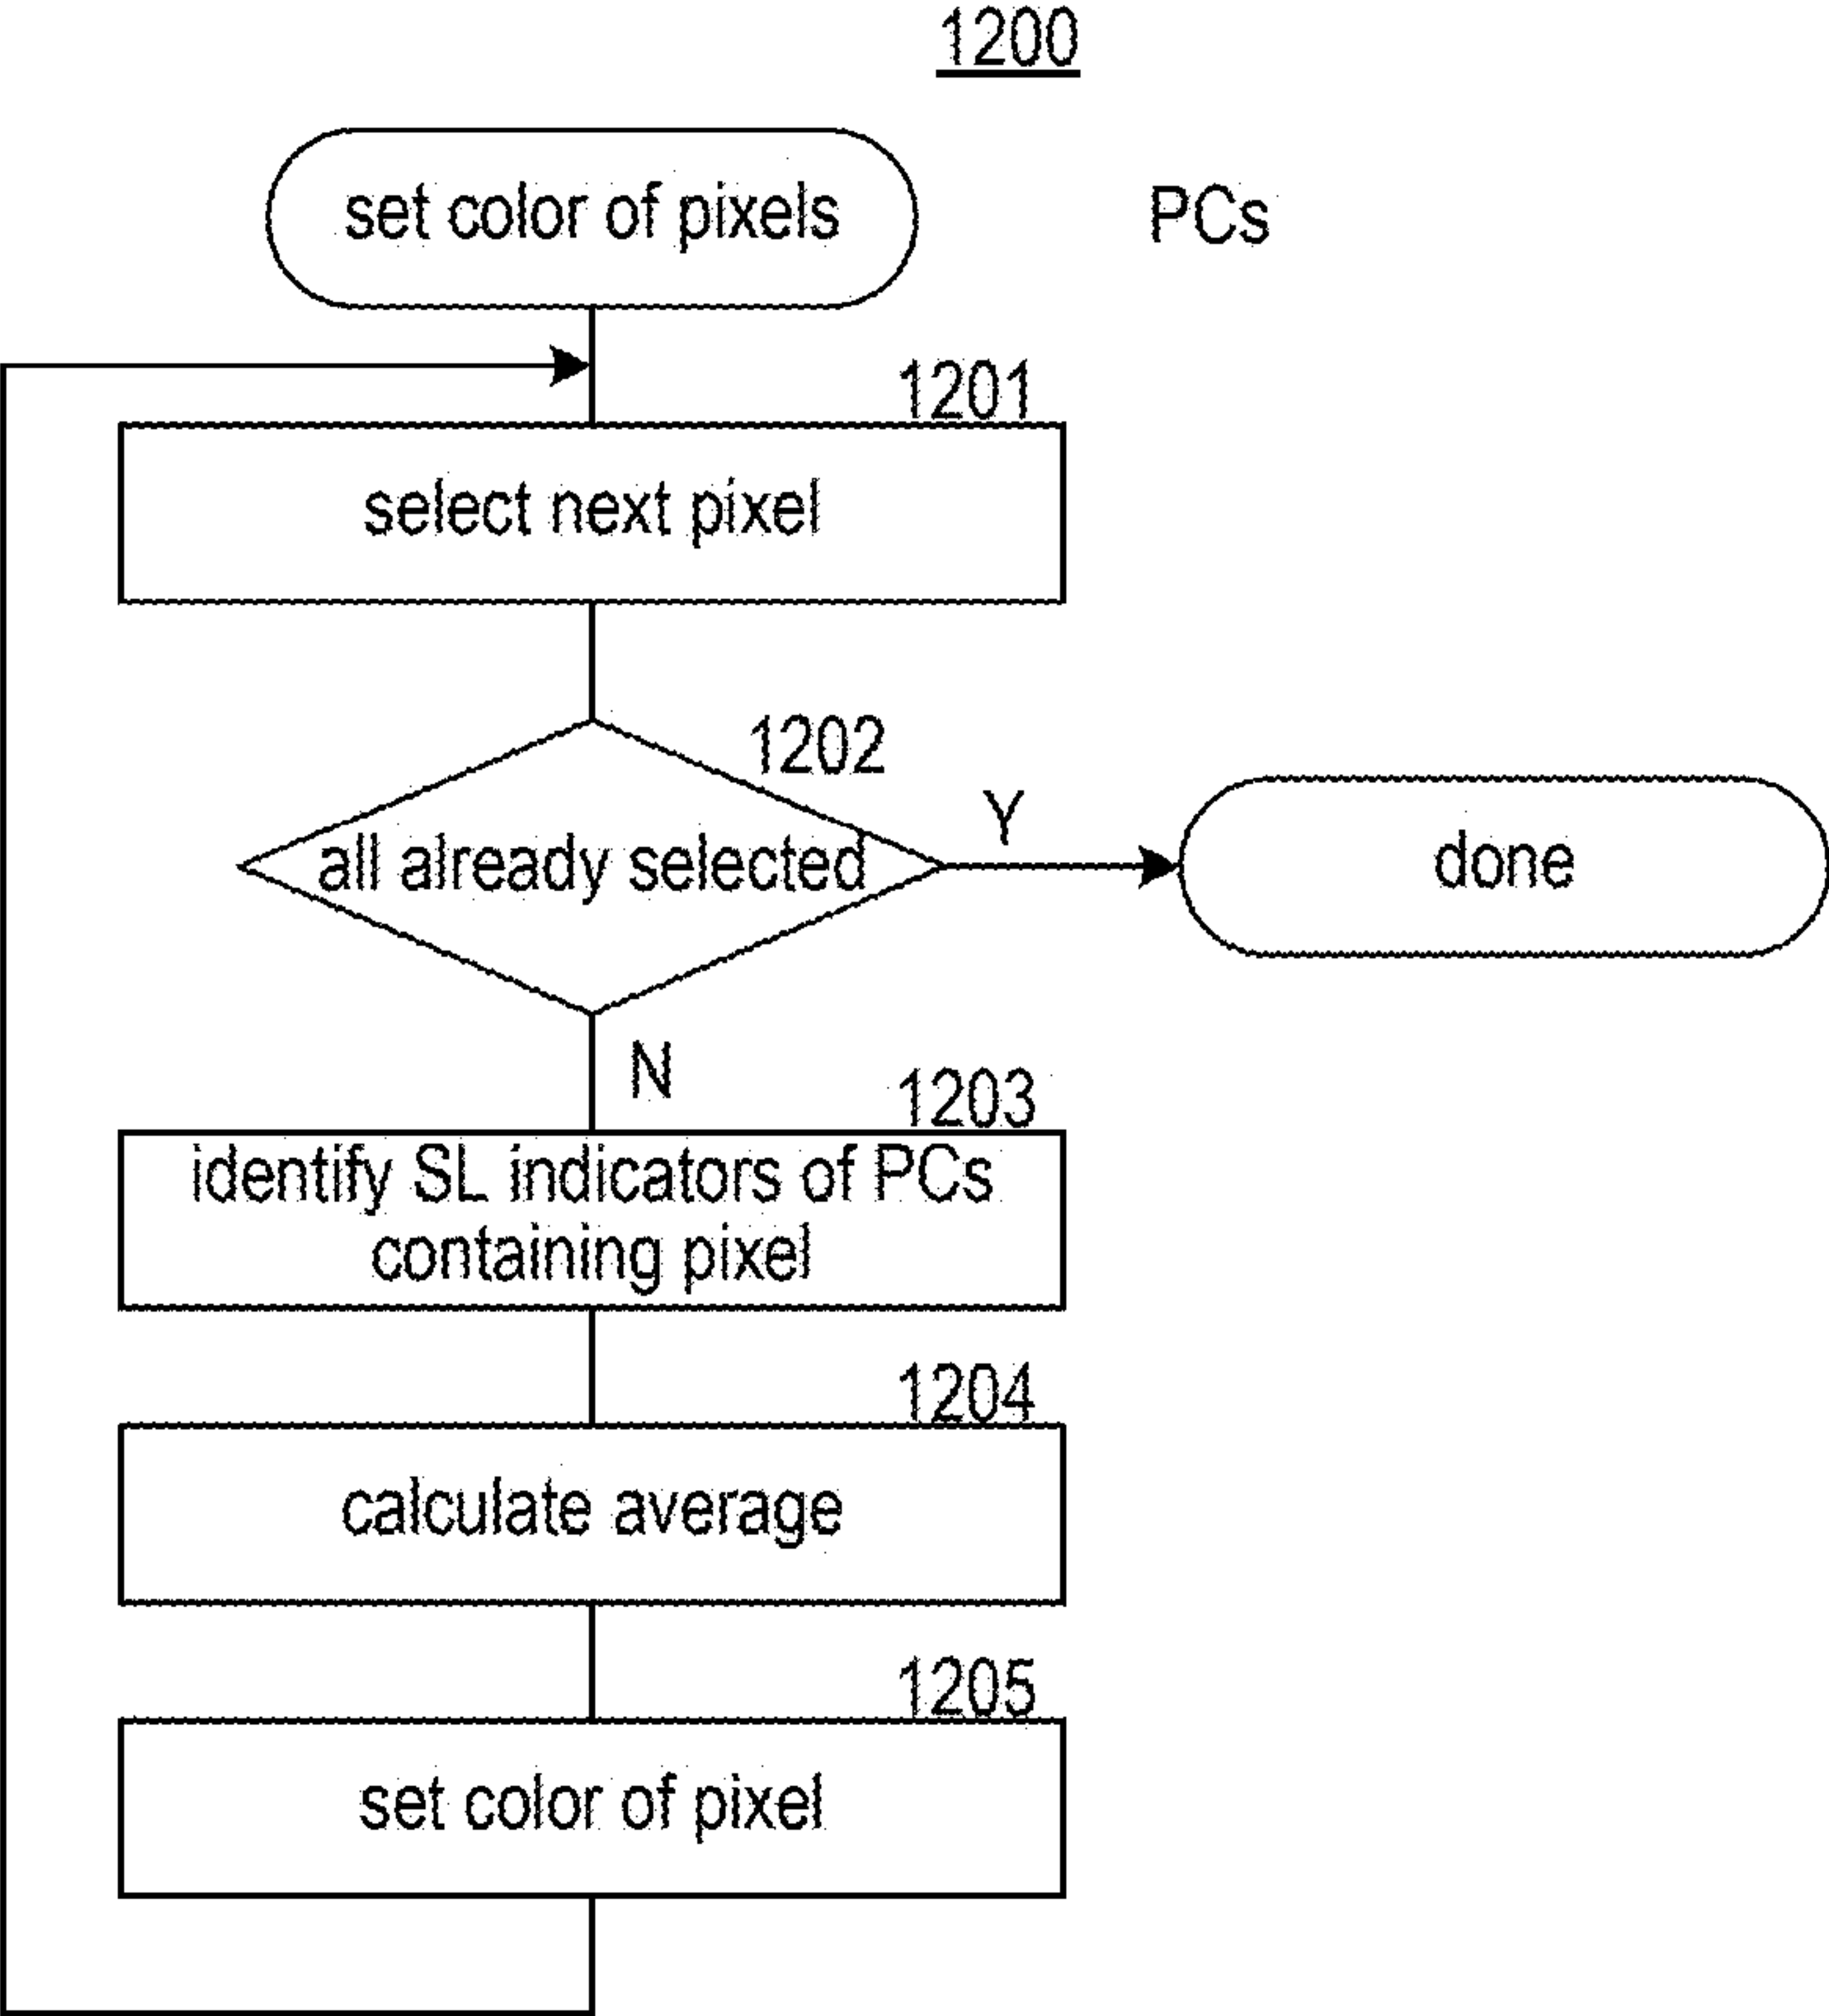 1200
set color of pixels
PCs
1201
select next pixel
1202
all already selected
Y
done
N
1203
identify SL indicators of PCs
containing pixel
1204
calculate average
1205
set color of pixel